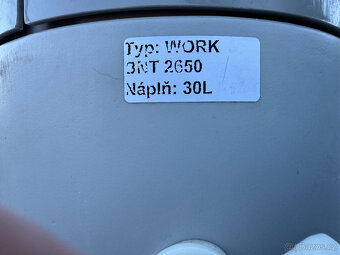 Typ: WORK
3NT 2650
Náplň: 30L